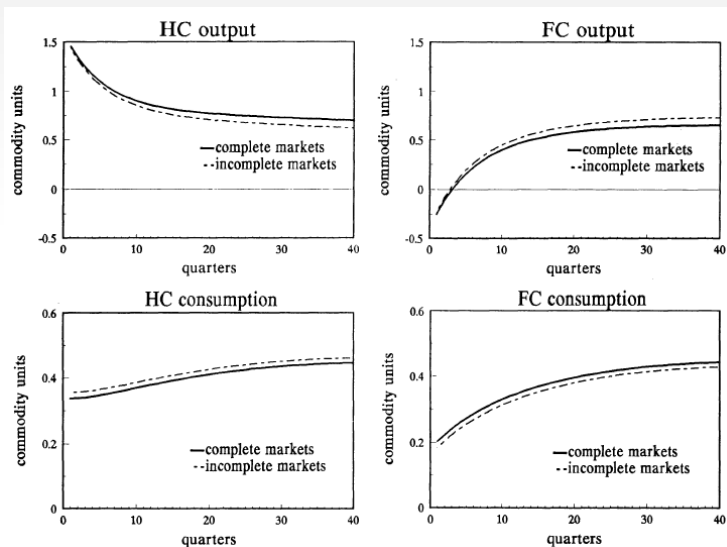 HC output
1.5
1
0.5
0
-0.5
commodity units
complete markets
incomplete markets
0 10 20 30 40
quarters
FC output
1.5
1
0.5
0
-0.5
commodity units
complete markets
incomplete markets
0 10 20 30 40
quarters
HC consumption
0.6
0.4
0.2
0
commodity units
complete markets
incomplete markets
0 10 20 30 40
quarters
FC consumption
0.6
0.4
0.2
0
commodity units
complete markets
incomplete markets
0 10 20 30 40
quarters